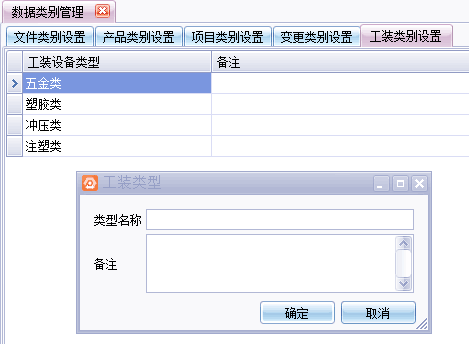 数据类别管理
文件类别设置 产品类别设置 项目类别设置 变更类别设置 工装类别设置
工装设备类型 备注
五金类
塑胶类
冲压类
注塑类
工装类型
类型名称
备注
确定 取消